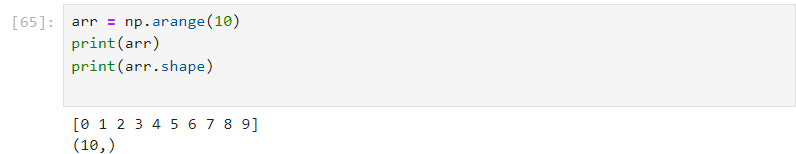 [65]: arr = np.arange(10)
print(arr)
print(arr.shape)
[0 1 2 3 4 5 6 7 8 9]
(10,)